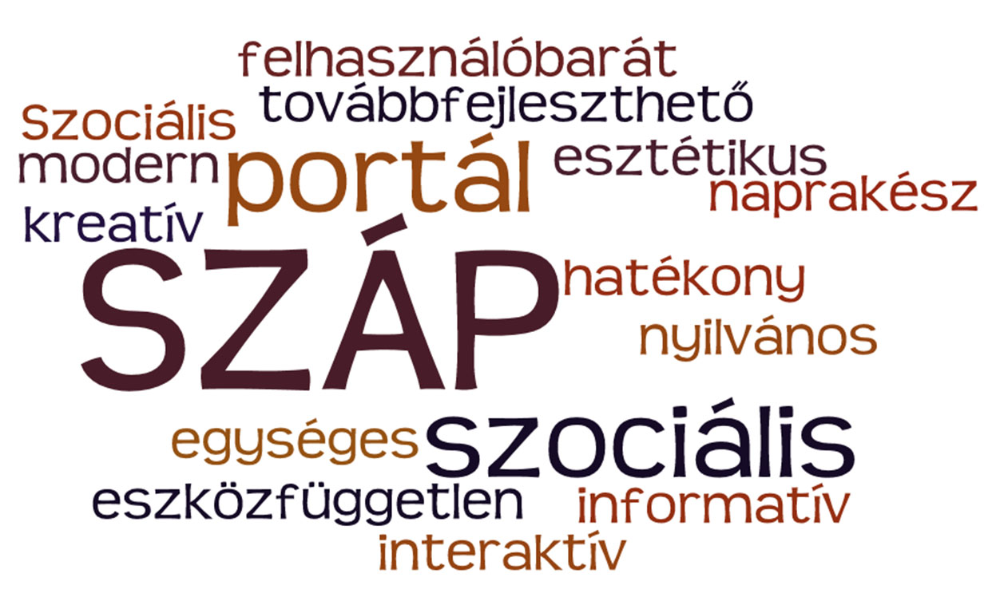 felhasználóbarát
továbbfejleszthető
Szociális
modern
portál
esztétikus
naprakész
kreatív
SZÁP
hatékony
nyilvános
egységes
szociális
eszközfüggetlen
informatív
interaktív